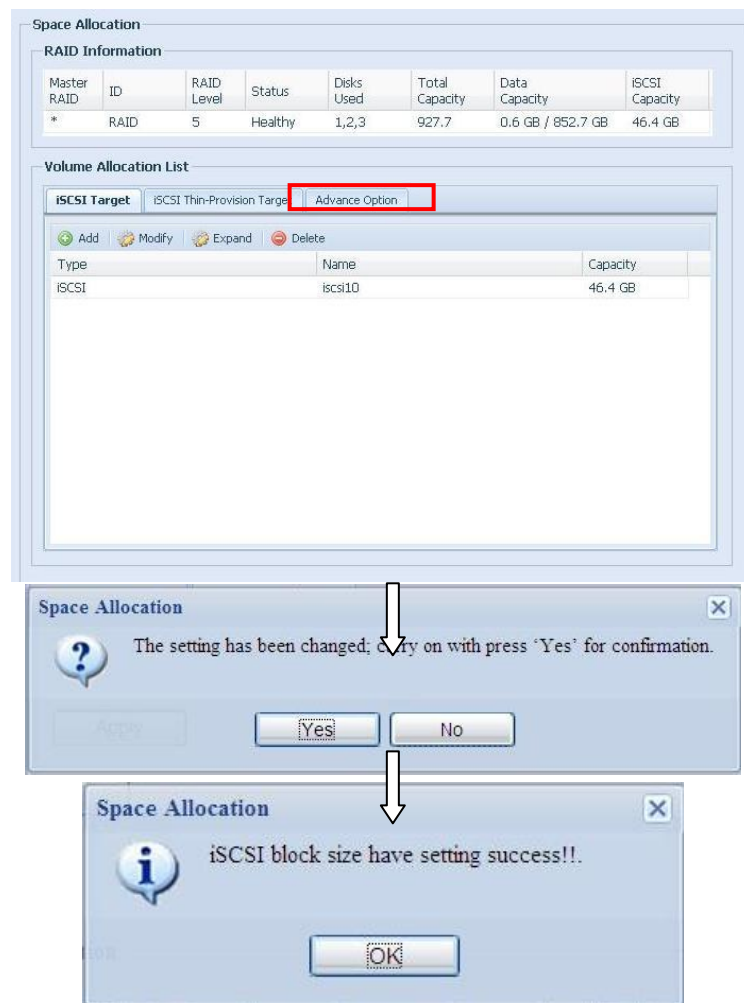 Space Allocation
RAID Information
Master RAID ID RAID Level Status Disks Used Total Capacity Data Capacity iSCSI Capacity
* RAID 5 Healthy 1,2,3 927.7 0.6 GB / 852.7 GB 46.4 GB
Volume Allocation List
iSCSI Target iSCSI Thin-Provision Target Advance Option
Add Modify Expand Delete
Type Name Capacity
iSCSI iscsi10 46.4 GB
Space Allocation
The setting has been changed; carry on with press 'Yes' for confirmation.
Apply
Yes No
Space Allocation
iSCSI block size have setting success!!.
OK